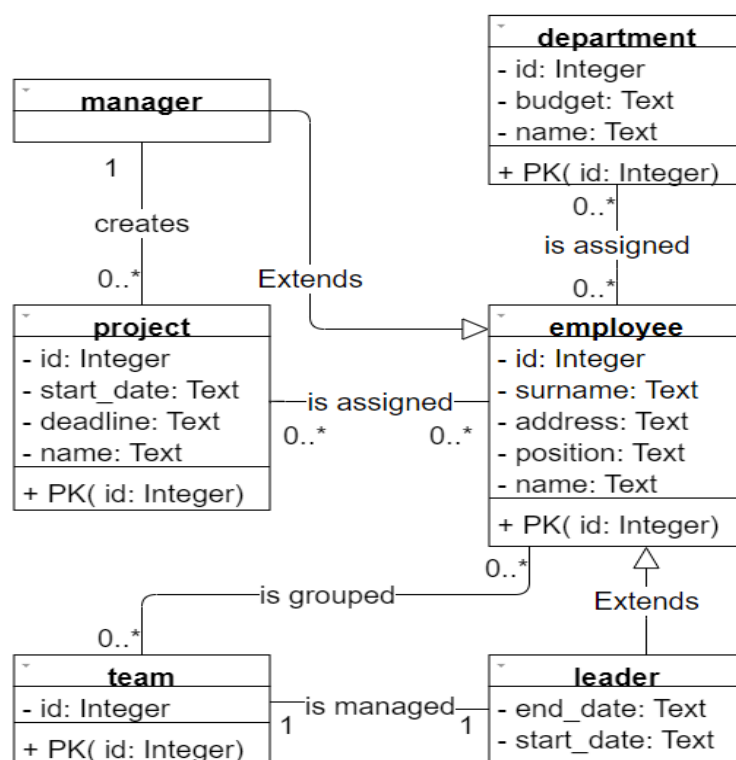 department
- id: Integer
- budget: Text
- name: Text
+ PK( id: Integer)
manager
1
creates
0..*
0..*
is assigned
0..*
Extends
project
- id: Integer
- start_date: Text
- deadline: Text
- name: Text
+ PK( id: Integer)
is assigned
0..*
0..*
employee
- id: Integer
- surname: Text
- address: Text
- position: Text
- name: Text
+ PK( id: Integer)
0..*
is grouped
0..*
Extends
team
- id: Integer
+ PK( id: Integer)
is managed
1
1
leader
- end_date: Text
- start_date: Text